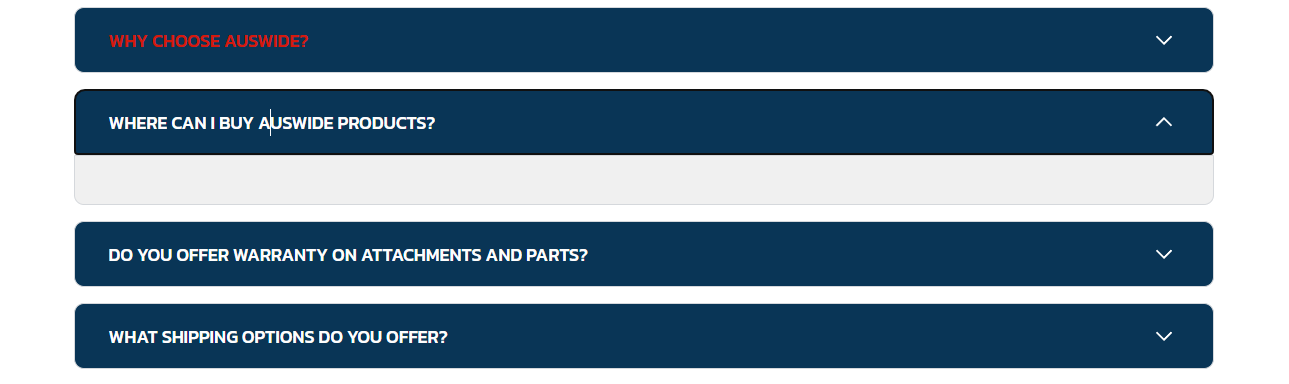 WHY CHOOSE AUSWIDE?
WHERE CAN I BUY AUSWIDE PRODUCTS?
DO YOU OFFER WARRANTY ON ATTACHMENTS AND PARTS?
WHAT SHIPPING OPTIONS DO YOU OFFER?